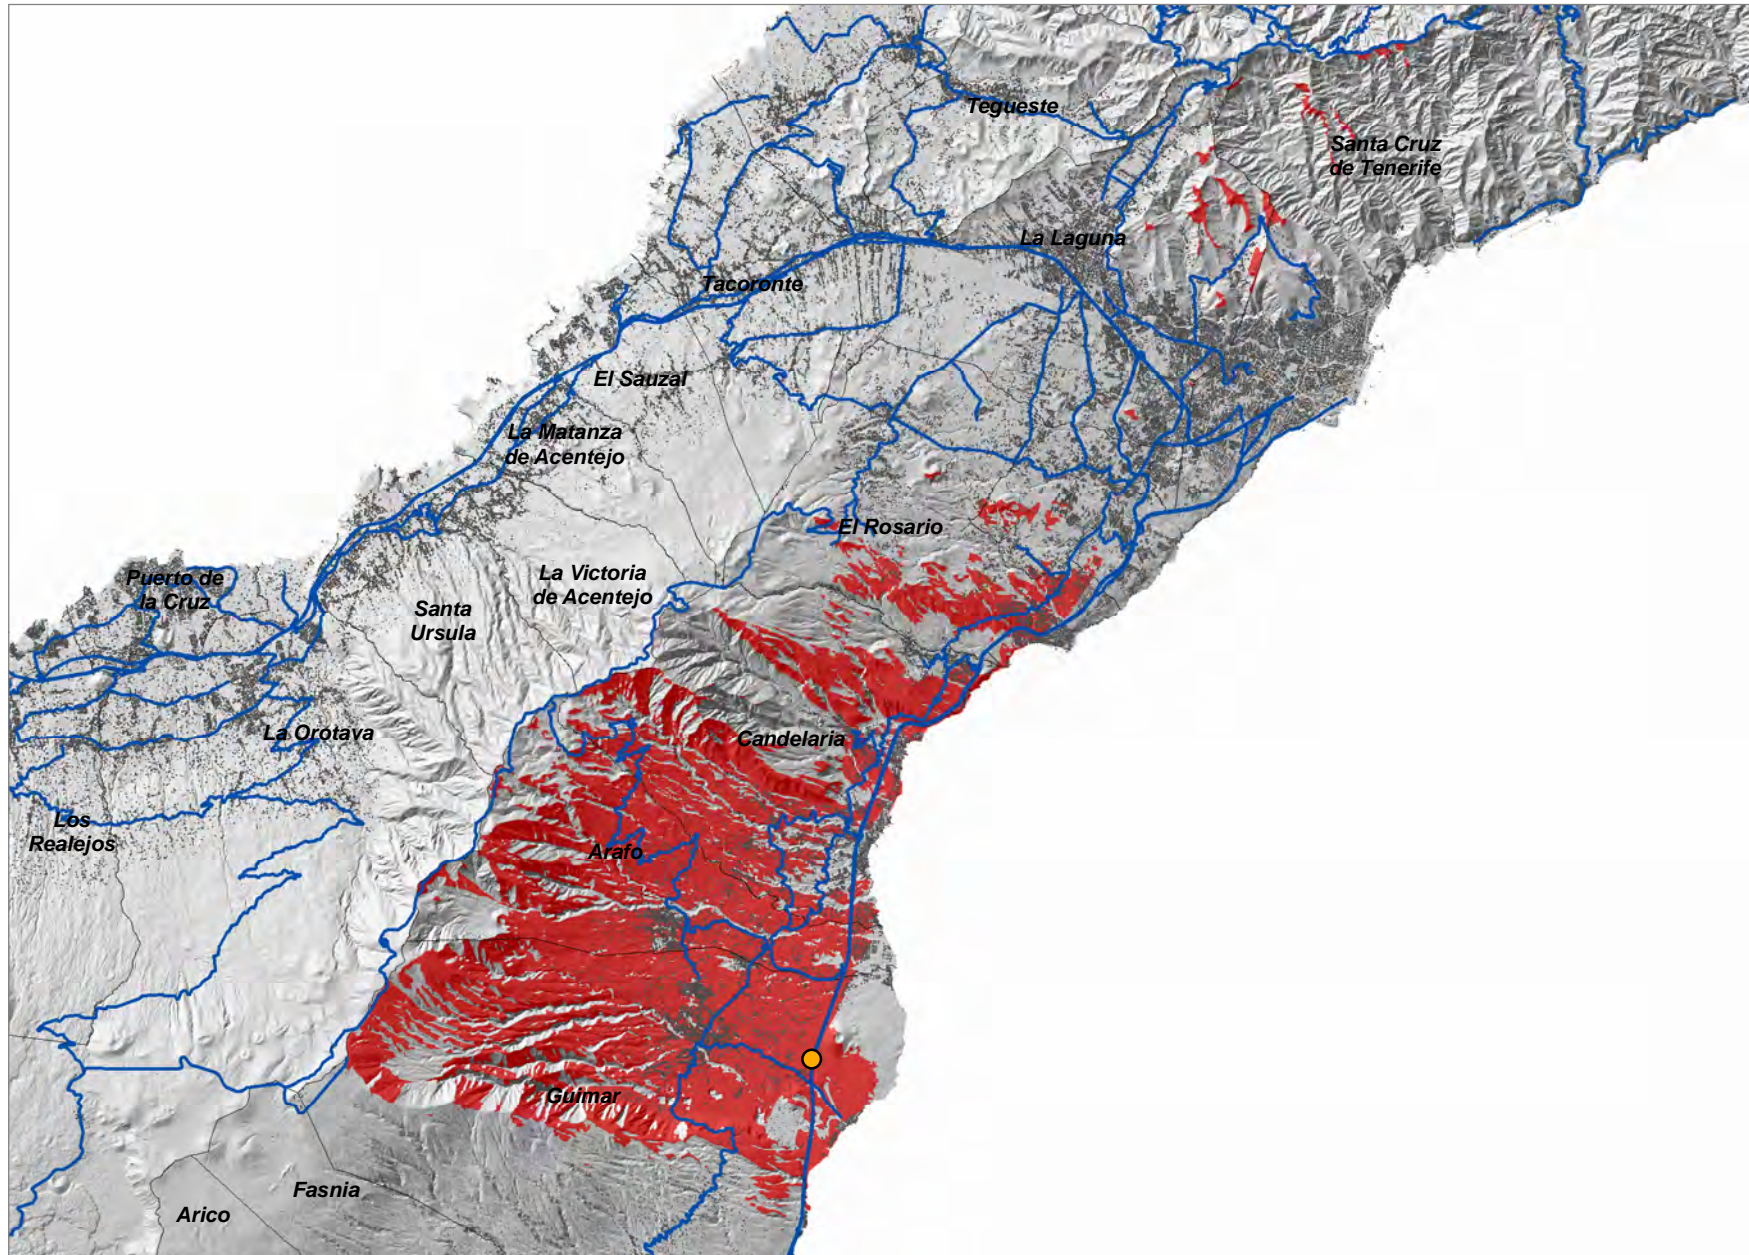 Tegueste
Santa Cruz
de Tenerife
La Laguna
Tacoronte
El Sauzal
La Matanza
de Acentejo
El Rosario
Puerto de
la Cruz
La Victoria
de Acentejo
Santa
Ursula
La Orotava
Candelaria
Los
Realejos
Arafo
Guimar
Fasnia
Arico